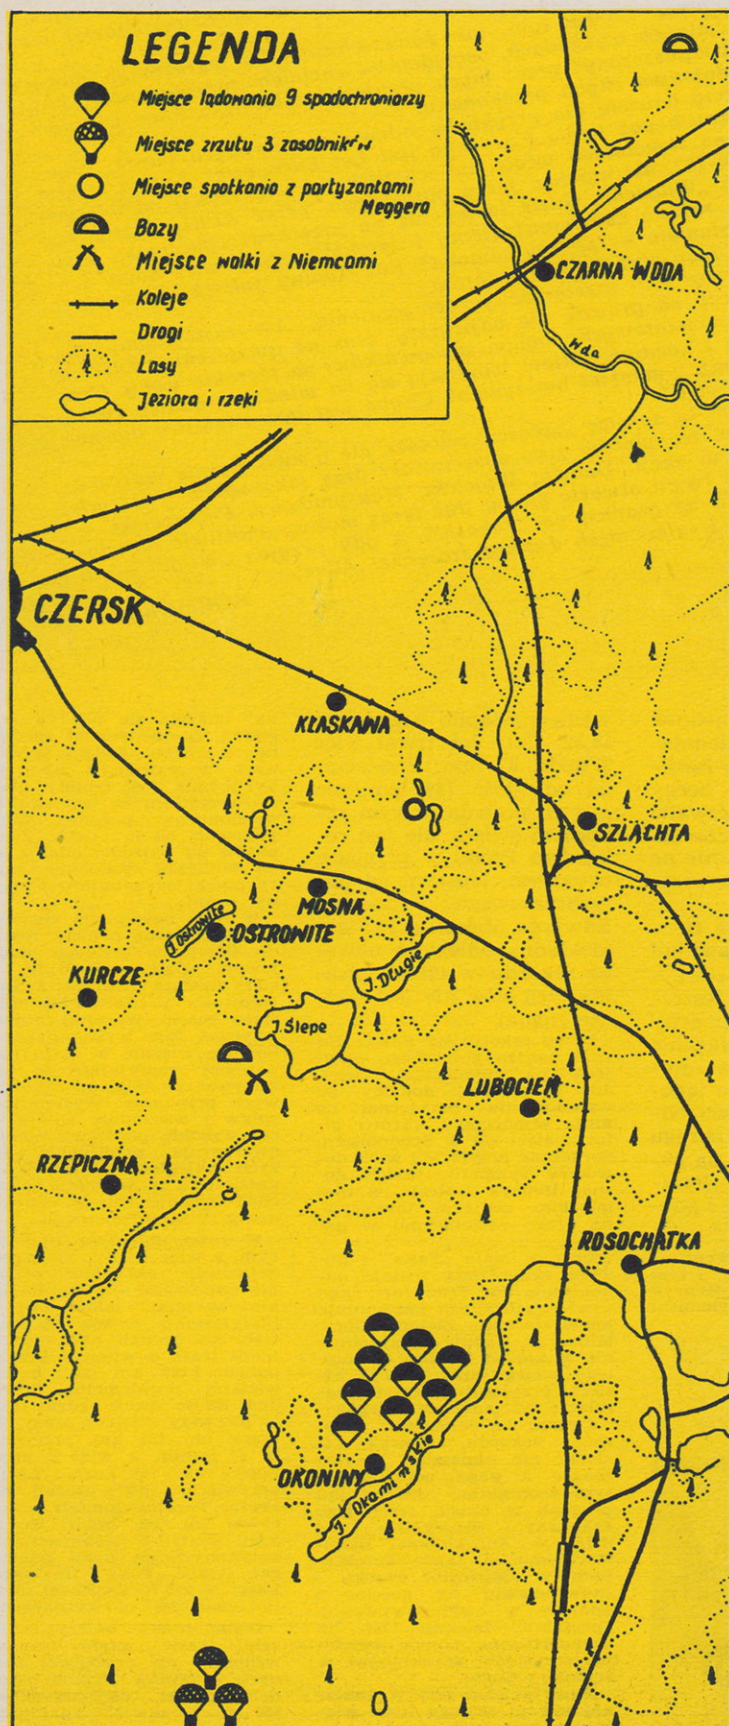 LEGENDA
Miejsce lądowania 9 spadochroniarzy
Miejsce zrzutu 3 zasobników
Miejsce spotkania z partyzantami
Meggera
Bazy
Miejsce walki z Niemcami
Koleje
Drogi
Lasy
Jeziora i rzeki
CZARNA WODA
Wda
CZERSK
KŁASKAWA
SZLACHTA
MOSNA
J. Ostrowite
OSTROWITE
J. Długie
KURCZE
J. Ślepe
LUBOCIEŃ
RZEPICZNA
ROSOCHATKA
OKONINY
J. Okamińskie